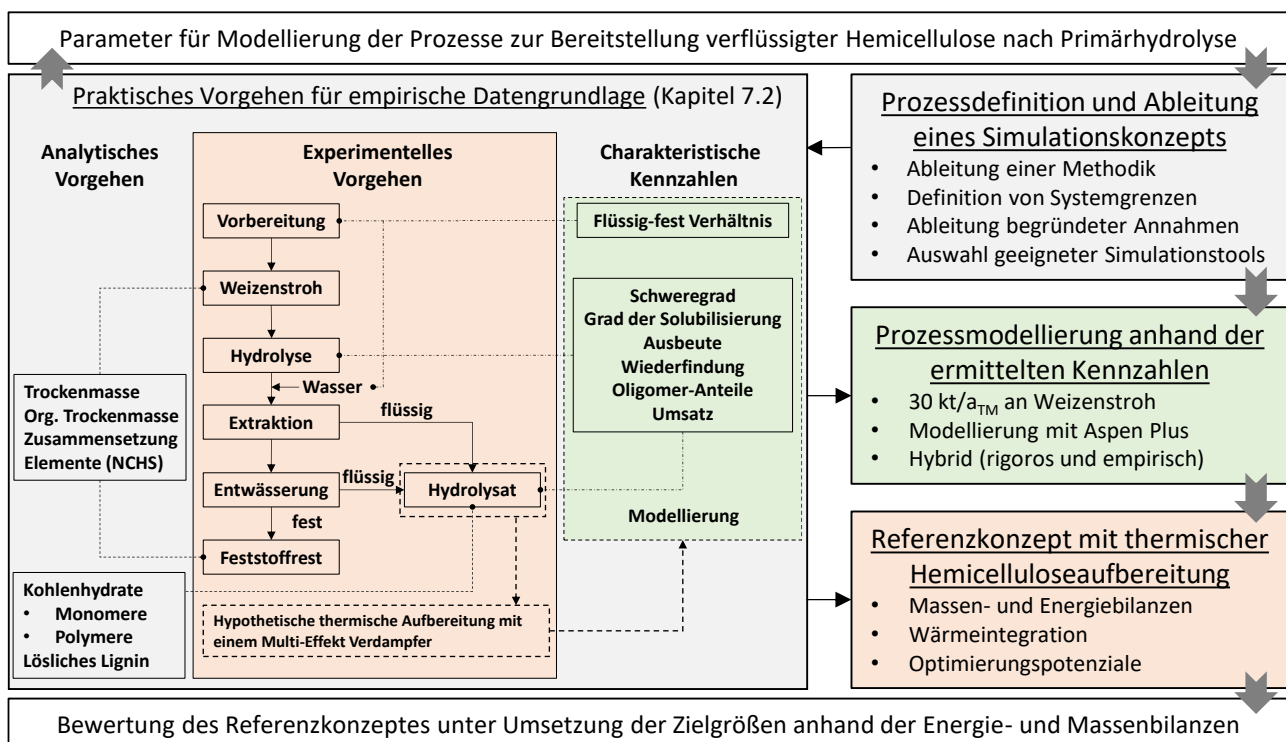 Parameter für Modellierung der Prozesse zur Bereitstellung verflüssigter Hemicellulose nach Primärhydrolyse
Praktisches Vorgehen für empirische Datengrundlage (Kapitel 7.2)
Analytisches
Vorgehen
Trockenmasse
Org. Trockenmasse
Zusammensetzung
Elemente (NCHS)
Kohlenhydrate
• Monomere
• Polymere
Lösliches Lignin
Experimentelles
Vorgehen
Vorbereitung
Weizenstroh
Hydrolyse
Wasser
flüssig
Extraktion
Entwässerung
flüssig
Hydrolysat
fest
Feststoffrest
Hypothetische thermische Aufbereitung mit
einem Multi-Effekt Verdampfer
Charakteristische
Kennzahlen
Flüssig-fest Verhältnis
Schweregrad
Grad der Solubilisierung
Ausbeute
Wiederfindung
Oligomer-Anteile
Umsatz
Modellierung
Prozessdefinition und Ableitung
eines Simulationskonzepts
• Ableitung einer Methodik
• Definition von Systemgrenzen
• Ableitung begründeter Annahmen
• Auswahl geeigneter Simulationstools
Prozessmodellierung anhand der
ermittelten Kennzahlen
• 30 kt/aTM an Weizenstroh
• Modellierung mit Aspen Plus
• Hybrid (rigoros und empirisch)
Referenzkonzept mit thermischer
Hemicelluloseaufbereitung
• Massen- und Energiebilanzen
• Wärmeintegration
• Optimierungspotenziale
Bewertung des Referenzkonzeptes unter Umsetzung der Zielgrößen anhand der Energie- und Massenbilanzen